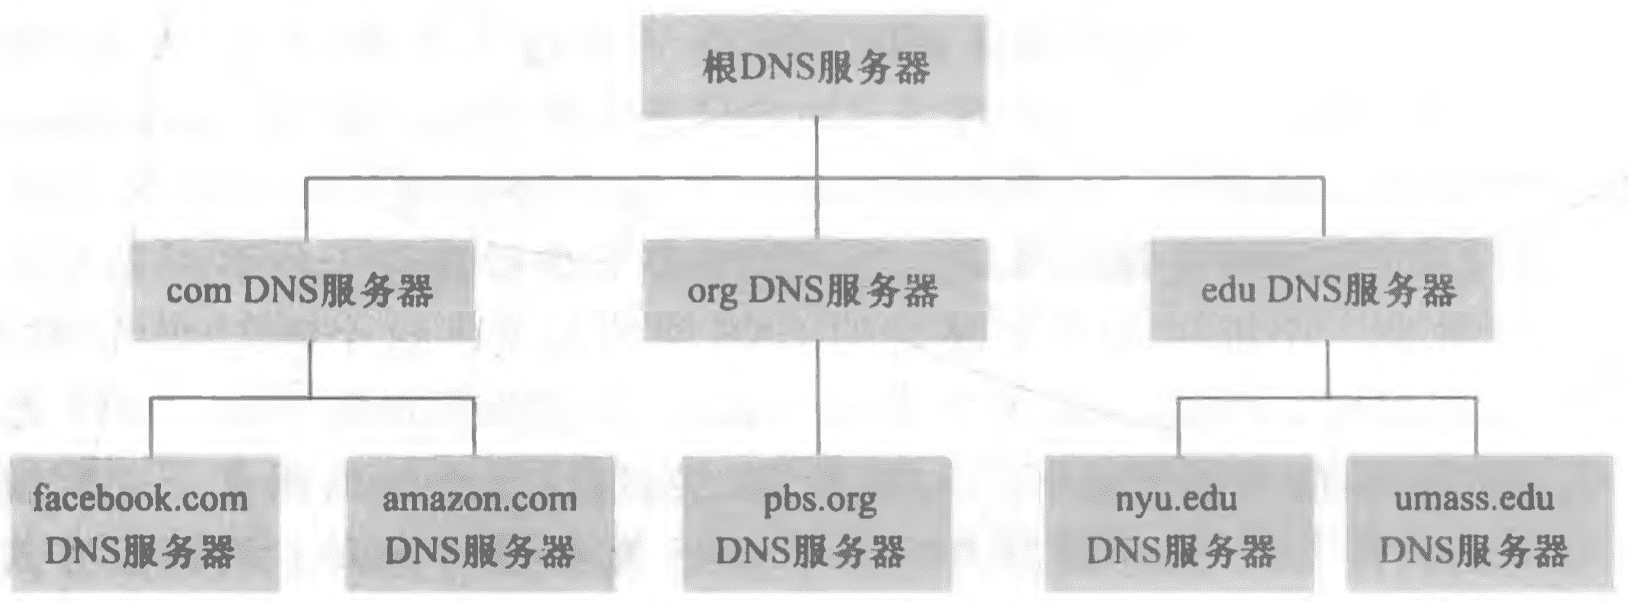 根DNS服务器
com DNS服务器
org DNS服务器
edu DNS服务器
facebook.com
DNS服务器
amazon.com
DNS服务器
pbs.org
DNS服务器
nyu.edu
DNS服务器
umass.edu
DNS服务器